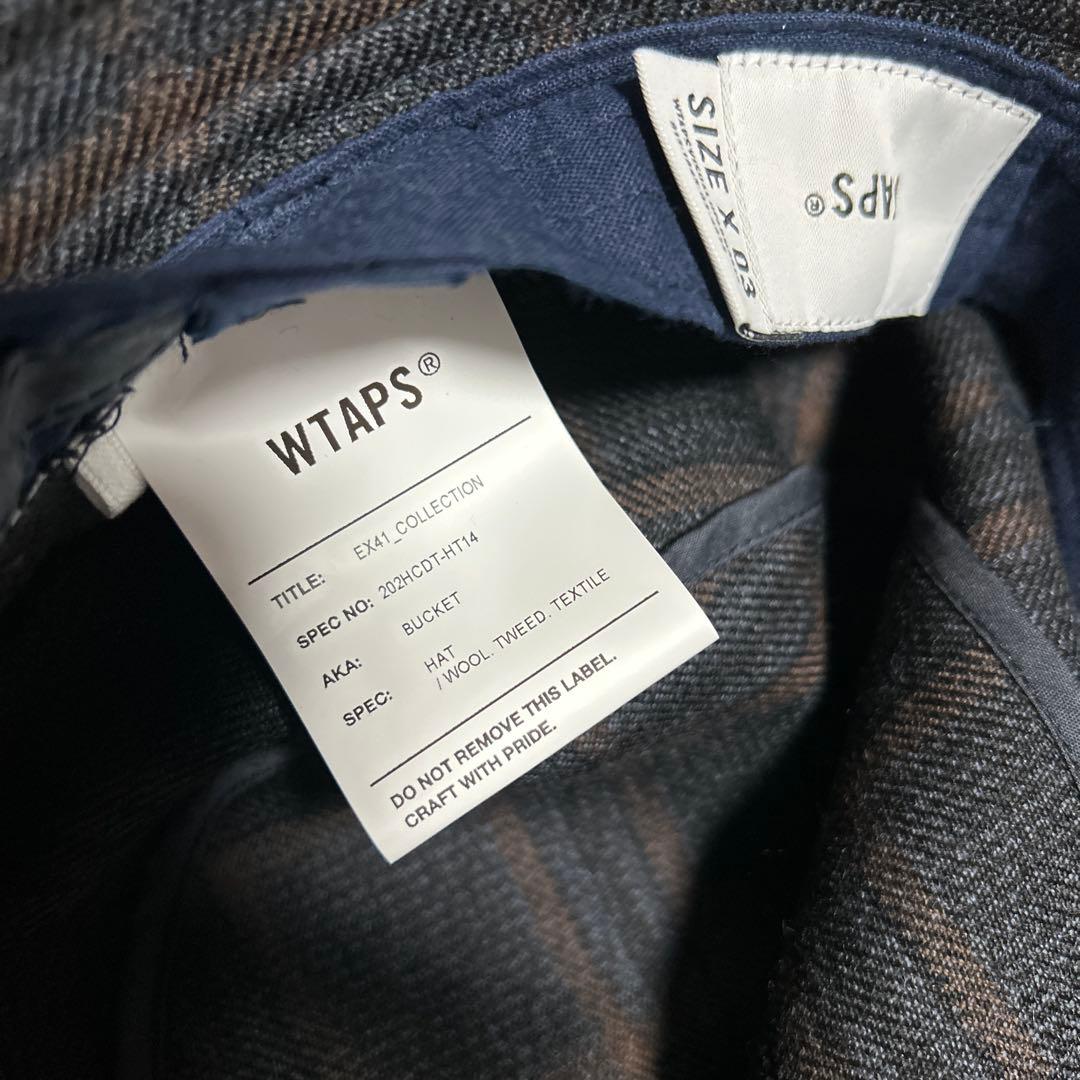 SIZE X 03
TAPS®
WTAPS®
TITLE: EX41_COLLECTION
SPEC NO: 202HCDT-HT14
AKA: BUCKET
SPEC: HAT
/ WOOL. TWEED. TEXTILE
DO NOT REMOVE THIS LABEL.
CRAFT WITH PRIDE.